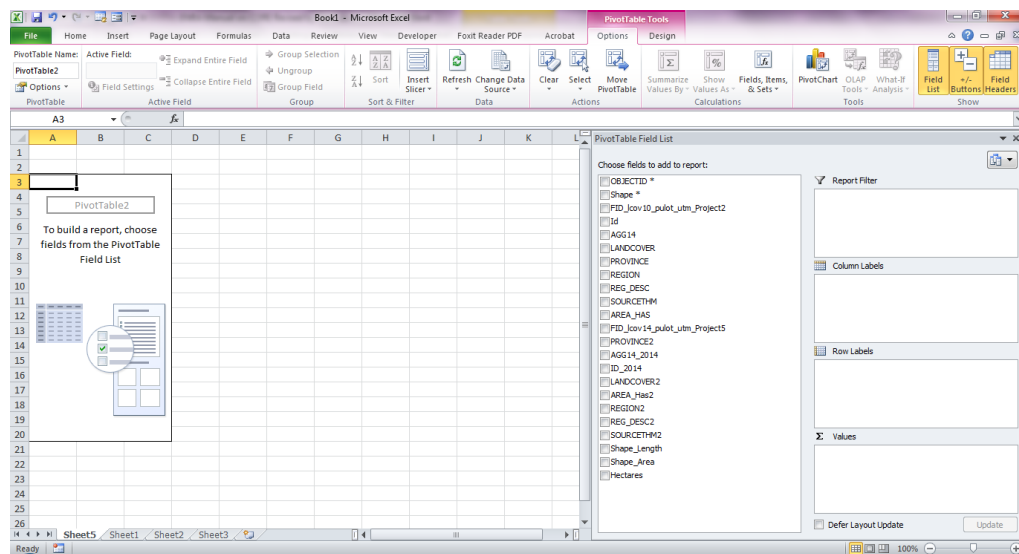 Book1 - Microsoft Excel
PivotTable Tools
File Home Insert Page Layout Formulas Data Review View Developer Foxit Reader PDF Acrobat Options Design
PivotTable Name: Active Field:
PivotTable2
Options
Field Settings
Expand Entire Field
Collapse Entire Field
Group Selection
Ungroup
Group Field
Sort
Insert Slicer
Refresh
Change Data Source
Clear
Select
Move PivotTable
Summarize Values By
Show Values As
Fields, Items, & Sets
PivotChart
OLAP Tools
What-If Analysis
Field List
+/- Buttons
Field Headers
PivotTable Active Field Group Sort & Filter Data Actions Calculations Tools Show
A3 fx
A B C D E F G H I J K L
1
2
3
4
5
6
7
8
9
10
11
12
13
14
15
16
17
18
19
20
21
22
23
24
25
26
PivotTable2
To build a report, choose
fields from the PivotTable
Field List
PivotTable Field List
Choose fields to add to report:
OBJECTID *
Shape *
FID_lcov10_pulot_utm_Project2
Id
AGG14
LANDCOVER
PROVINCE
REGION
REG_DESC
SOURCETHM
AREA_HAS
FID_lcov14_pulot_utm_Project5
PROVINCE2
AGG14_2014
ID_2014
LANDCOVER2
AREA_Has2
REGION2
REG_DESC2
SOURCETHM2
Shape_Length
Shape_Area
Hectares
Report Filter
Column Labels
Row Labels
Σ Values
Defer Layout Update Update
Sheet5 Sheet1 Sheet2 Sheet3
Ready 100%